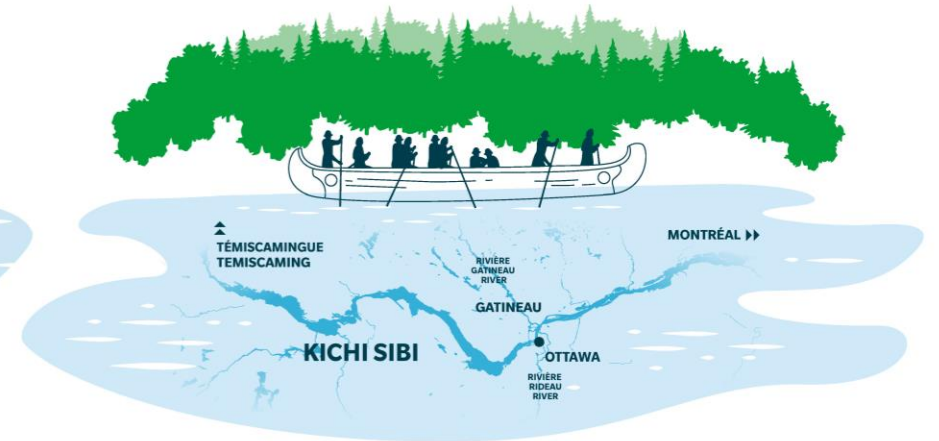 TÉMISCAMINGUE
TEMISCAMING
MONTRÉAL
RIVIÈRE
GATINEAU
RIVER
GATINEAU
KICHI SIBI
OTTAWA
RIVIÈRE
RIDEAU
RIVER